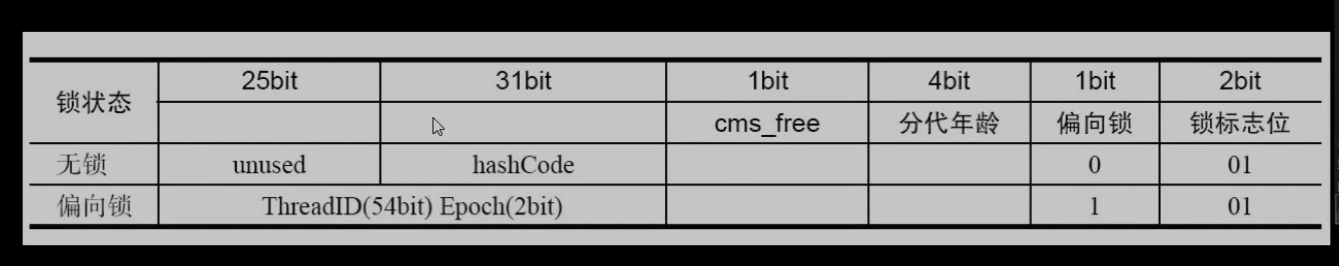 锁状态 25bit 31bit 1bit 4bit 1bit 2bit
cms_free 分代年龄 偏向锁 锁标志位
无锁 unused hashCode 0 01
偏向锁 ThreadID(54bit) Epoch(2bit) 1 01